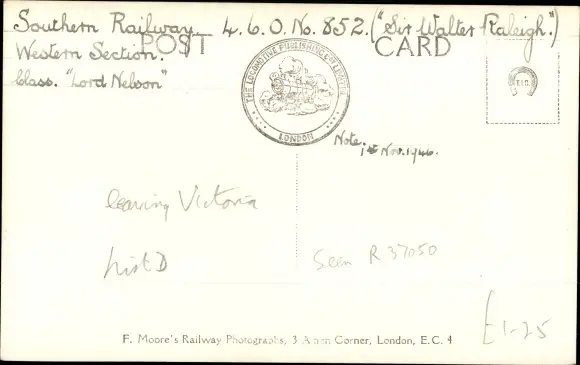 Southern Railway. 4.6.0. No. 852. ("Sir Walter Raleigh.")
POST CARD
Western Section.
Class. "Lord Nelson"
THE LOCOMOTIVE PUBLISHING Co LTD
LONDON
Note.
1st Nov. 1946.
leaving Victoria
hist D
Seen R 37050
£1-25
F. Moore's Railway Photographs, 3 Amen Corner, London, E.C. 4